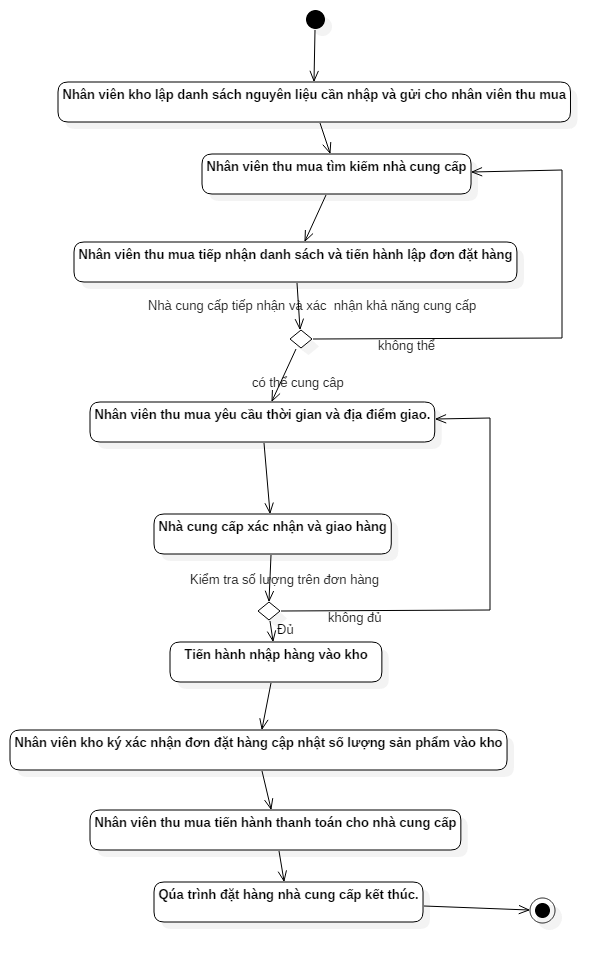 Nhân viên kho lập danh sách nguyên liệu cần nhập và gửi cho nhân viên thu mua
Nhân viên thu mua tìm kiếm nhà cung cấp
Nhân viên thu mua tiếp nhận danh sách và tiến hành lập đơn đặt hàng
Nhà cung cấp tiếp nhận và xác nhận khả năng cung cấp
không thể
có thể cung câp
Nhân viên thu mua yêu cầu thời gian và địa điểm giao.
Nhà cung cấp xác nhận và giao hàng
Kiểm tra số lượng trên đơn hàng
không đủ
Đủ
Tiến hành nhập hàng vào kho
Nhân viên kho ký xác nhận đơn đặt hàng cập nhật số lượng sản phẩm vào kho
Nhân viên thu mua tiến hành thanh toán cho nhà cung cấp
Qúa trình đặt hàng nhà cung cấp kết thúc.